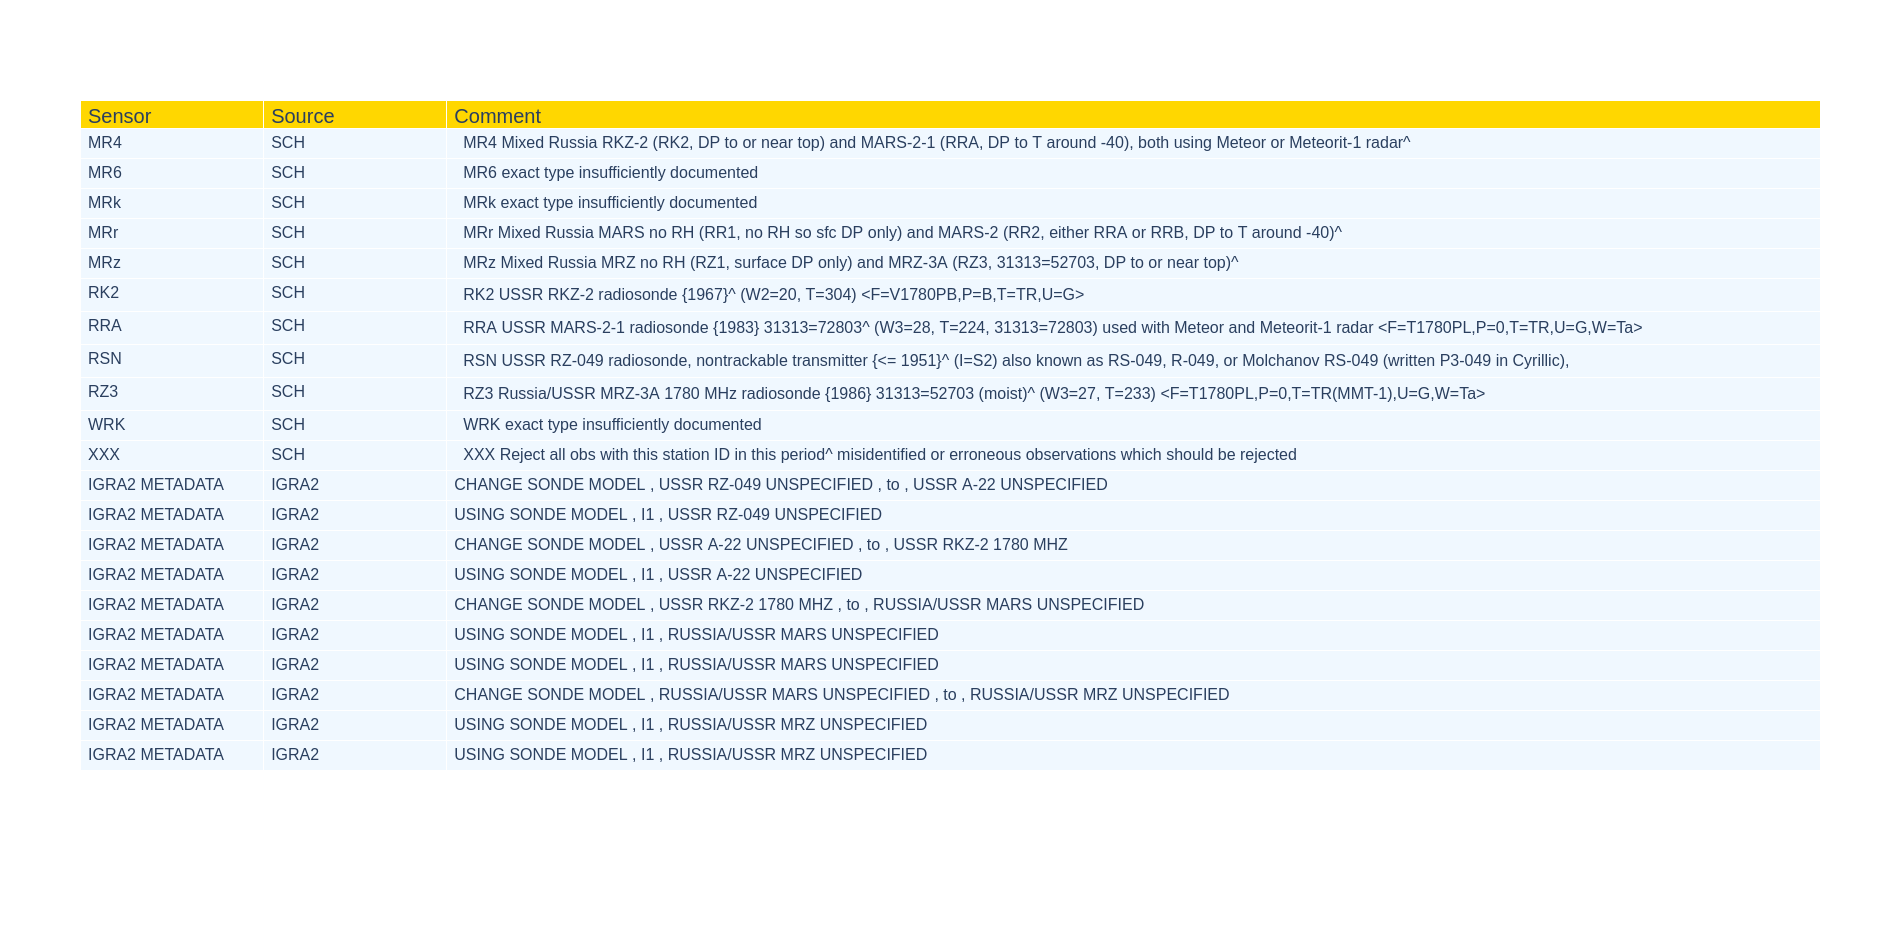 Sensor Source Comment
MR4 SCH MR4 Mixed Russia RKZ-2 (RK2, DP to or near top) and MARS-2-1 (RRA, DP to T around -40), both using Meteor or Meteorit-1 radar^
MR6 SCH MR6 exact type insufficiently documented
MRk SCH MRk exact type insufficiently documented
MRr SCH MRr Mixed Russia MARS no RH (RR1, no RH so sfc DP only) and MARS-2 (RR2, either RRA or RRB, DP to T around -40)^
MRz SCH MRz Mixed Russia MRZ no RH (RZ1, surface DP only) and MRZ-3A (RZ3, 31313=52703, DP to or near top)^
RK2 SCH RK2 USSR RKZ-2 radiosonde {1967}^ (W2=20, T=304) <F=V1780PB,P=B,T=TR,U=G>
RRA SCH RRA USSR MARS-2-1 radiosonde {1983} 31313=72803^ (W3=28, T=224, 31313=72803) used with Meteor and Meteorit-1 radar <F=T1780PL,P=0,T=TR,U=G,W=Ta>
RSN SCH RSN USSR RZ-049 radiosonde, nontrackable transmitter {<= 1951}^ (I=S2) also known as RS-049, R-049, or Molchanov RS-049 (written P3-049 in Cyrillic),
RZ3 SCH RZ3 Russia/USSR MRZ-3A 1780 MHz radiosonde {1986} 31313=52703 (moist)^ (W3=27, T=233) <F=T1780PL,P=0,T=TR(MMT-1),U=G,W=Ta>
WRK SCH WRK exact type insufficiently documented
XXX SCH XXX Reject all obs with this station ID in this period^ misidentified or erroneous observations which should be rejected
IGRA2 METADATA IGRA2 CHANGE SONDE MODEL , USSR RZ-049 UNSPECIFIED , to , USSR A-22 UNSPECIFIED
IGRA2 METADATA IGRA2 USING SONDE MODEL , I1 , USSR RZ-049 UNSPECIFIED
IGRA2 METADATA IGRA2 CHANGE SONDE MODEL , USSR A-22 UNSPECIFIED , to , USSR RKZ-2 1780 MHZ
IGRA2 METADATA IGRA2 USING SONDE MODEL , I1 , USSR A-22 UNSPECIFIED
IGRA2 METADATA IGRA2 CHANGE SONDE MODEL , USSR RKZ-2 1780 MHZ , to , RUSSIA/USSR MARS UNSPECIFIED
IGRA2 METADATA IGRA2 USING SONDE MODEL , I1 , RUSSIA/USSR MARS UNSPECIFIED
IGRA2 METADATA IGRA2 USING SONDE MODEL , I1 , RUSSIA/USSR MARS UNSPECIFIED
IGRA2 METADATA IGRA2 CHANGE SONDE MODEL , RUSSIA/USSR MARS UNSPECIFIED , to , RUSSIA/USSR MRZ UNSPECIFIED
IGRA2 METADATA IGRA2 USING SONDE MODEL , I1 , RUSSIA/USSR MRZ UNSPECIFIED
IGRA2 METADATA IGRA2 USING SONDE MODEL , I1 , RUSSIA/USSR MRZ UNSPECIFIED